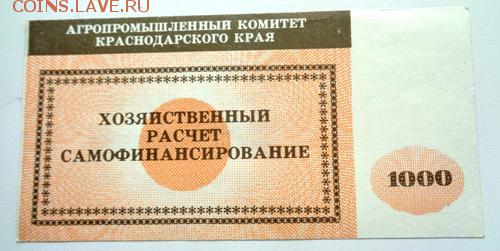 COINS.LAVE.RU
АГРОПРОМЫШЛЕННЫЙ КОМИТЕТ
КРАСНОДАРСКОГО КРАЯ
ХОЗЯЙСТВЕННЫЙ
РАСЧЕТ
САМОФИНАНСИРОВАНИЕ
1000